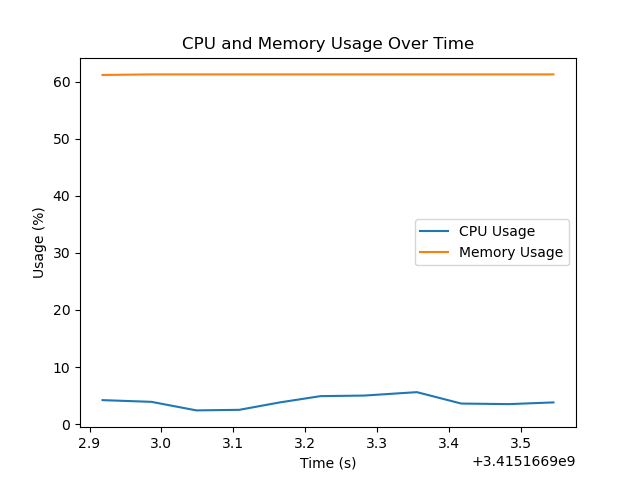 CPU and Memory Usage Over Time
Usage (%)
60
50
40
30
20
10
0
CPU Usage
Memory Usage
2.9 3.0 3.1 3.2 3.3 3.4 3.5
Time (s)
+3.4151669e9